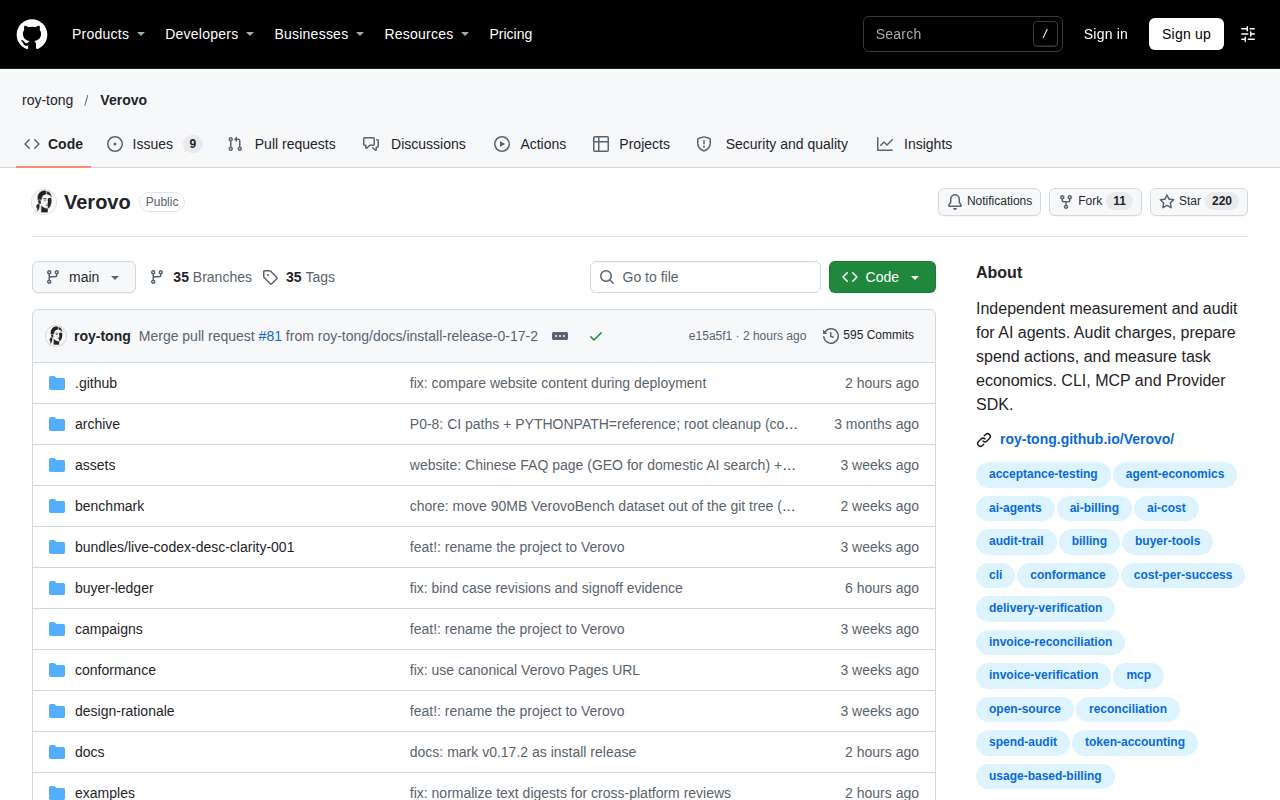 Products Developers Businesses Resources Pricing Search / Sign in Sign up
roy-tong / Verovo
Code Issues 9 Pull requests Discussions Actions Projects Security and quality Insights
Verovo Public Notifications Fork 11 Star 220
main 35 Branches 35 Tags Go to file Code
roy-tong Merge pull request #81 from roy-tong/docs/install-release-0-17-2 e15a5f1 · 2 hours ago 595 Commits
.github fix: compare website content during deployment 2 hours ago
archive P0-8: CI paths + PYTHONPATH=reference; root cleanup (co… 3 months ago
assets website: Chinese FAQ page (GEO for domestic AI search) +… 3 weeks ago
benchmark chore: move 90MB VerovoBench dataset out of the git tree (… 2 weeks ago
bundles/live-codex-desc-clarity-001 feat!: rename the project to Verovo 3 weeks ago
buyer-ledger fix: bind case revisions and signoff evidence 6 hours ago
campaigns feat!: rename the project to Verovo 3 weeks ago
conformance fix: use canonical Verovo Pages URL 3 weeks ago
design-rationale feat!: rename the project to Verovo 3 weeks ago
docs docs: mark v0.17.2 as install release 2 hours ago
examples fix: normalize text digests for cross-platform reviews 2 hours ago
About
Independent measurement and audit
for AI agents. Audit charges, prepare
spend actions, and measure task
economics. CLI, MCP and Provider
SDK.
roy-tong.github.io/Verovo/
acceptance-testing agent-economics
ai-agents ai-billing ai-cost
audit-trail billing buyer-tools
cli conformance cost-per-success
delivery-verification
invoice-reconciliation
invoice-verification mcp
open-source reconciliation
spend-audit token-accounting
usage-based-billing